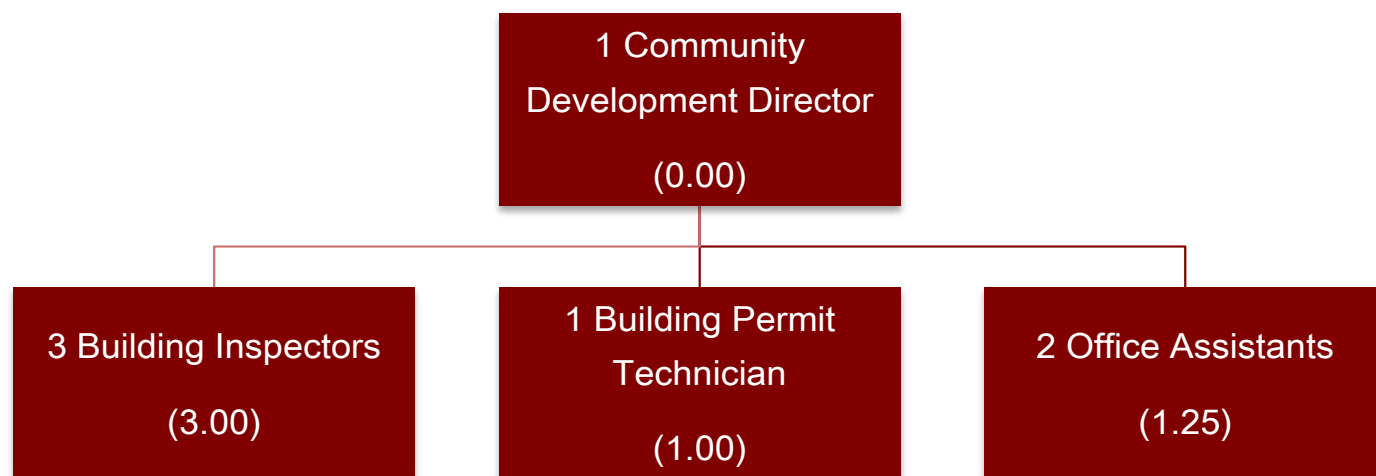 1 Community
Development Director
(0.00)
3 Building Inspectors
(3.00)
1 Building Permit
Technician
(1.00)
2 Office Assistants
(1.25)